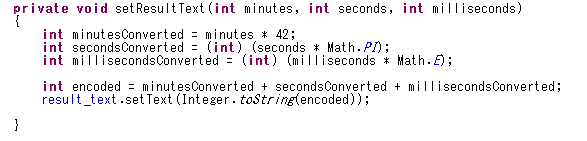 private void setResultText(int minutes, int seconds, int milliseconds)
{
    int minutesConverted = minutes * 42;
    int secondsConverted = (int) (seconds * Math.PI);
    int millisecondsConverted = (int) (milliseconds * Math.E);

    int encoded = minutesConverted + secondsConverted + millisecondsConverted;
    result_text.setText(Integer.toString(encoded));

}